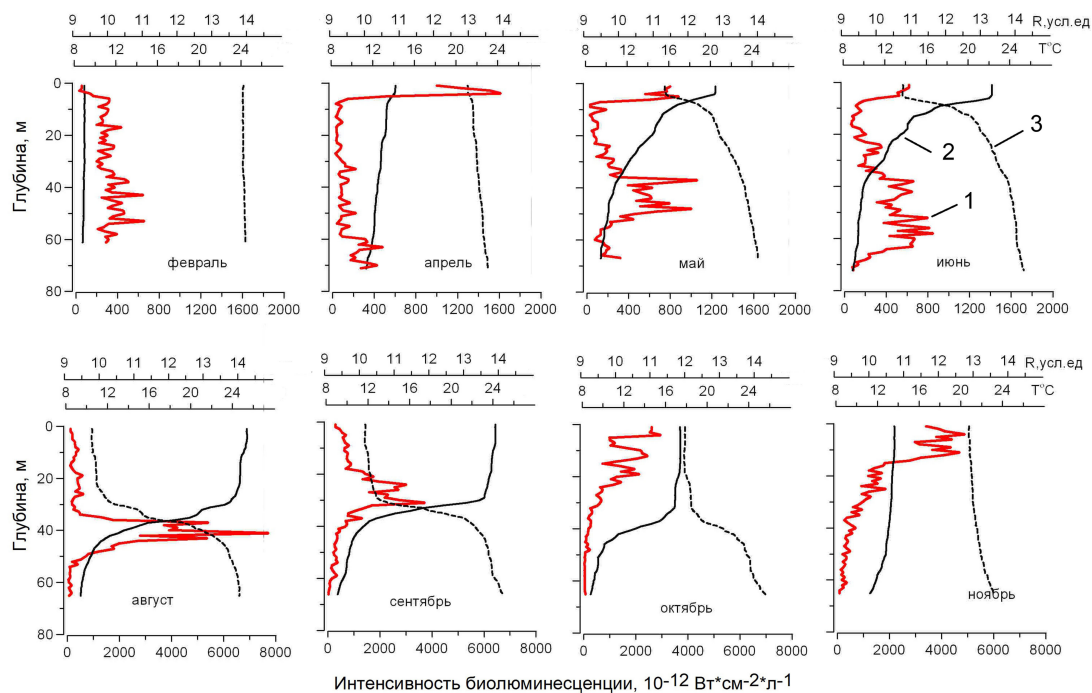 9 10 11 12 13 14
8 12 16 20 24
9 10 11 12 13 14
8 12 16 20 24
9 10 11 12 13 14
8 12 16 20 24
9 10 11 12 13 14 R,усл.ед
8 12 16 20 24 T°C
Глубина, м
0
20
40
60
80
февраль
апрель
май
июнь
3
2
1
0 400 800 1200 1600 2000
0 400 800 1200 1600 2000
0 400 800 1200 1600 2000
0 400 800 1200 1600 2000
9 10 11 12 13 14
8 12 16 20 24
9 10 11 12 13 14
8 12 16 20 24
9 10 11 12 13 14
8 12 16 20 24
9 10 11 12 13 14 R,усл.ед
8 12 16 20 24 T°C
Глубина, м
0
20
40
60
80
август
сентябрь
октябрь
ноябрь
0 2000 4000 6000 8000
0 2000 4000 6000 8000
0 2000 4000 6000 8000
0 2000 4000 6000 8000
Интенсивность биолюминесценции, 10-12 Вт*см-2*л-1